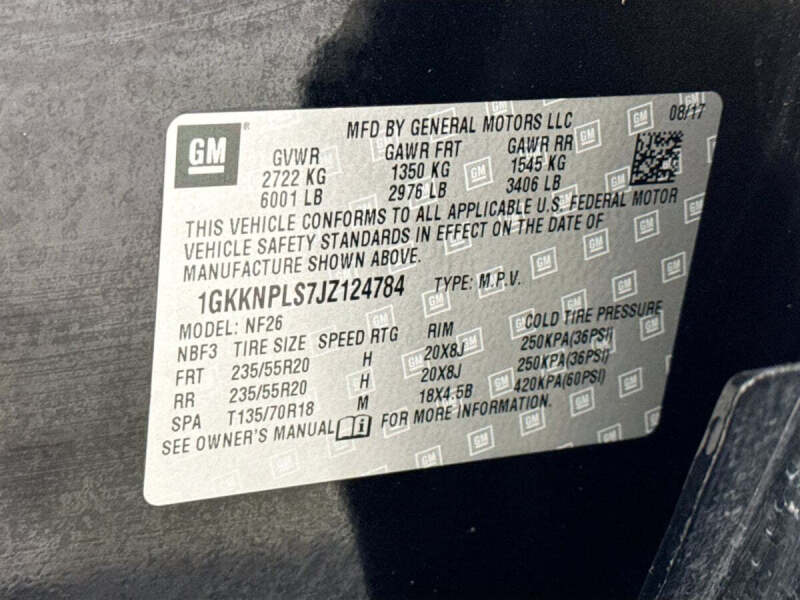 GM ®
MFD BY GENERAL MOTORS LLC 08/17
GVWR GAWR FRT GAWR RR
2722 KG 1350 KG 1545 KG
6001 LB 2976 LB 3406 LB
THIS VEHICLE CONFORMS TO ALL APPLICABLE U.S. FEDERAL MOTOR
VEHICLE SAFETY STANDARDS IN EFFECT ON THE DATE OF
MANUFACTURE SHOWN ABOVE.
1GKKNPLS7JZ124784 TYPE: M.P.V.
MODEL: NF26
NBF3 TIRE SIZE SPEED RTG RIM COLD TIRE PRESSURE
FRT 235/55R20 H 20X8J 250KPA(36PSI)
RR 235/55R20 H 20X8J 250KPA(36PSI)
SPA T135/70R18 M 18X4.5B 420KPA(60PSI)
SEE OWNER'S MANUAL i FOR MORE INFORMATION.